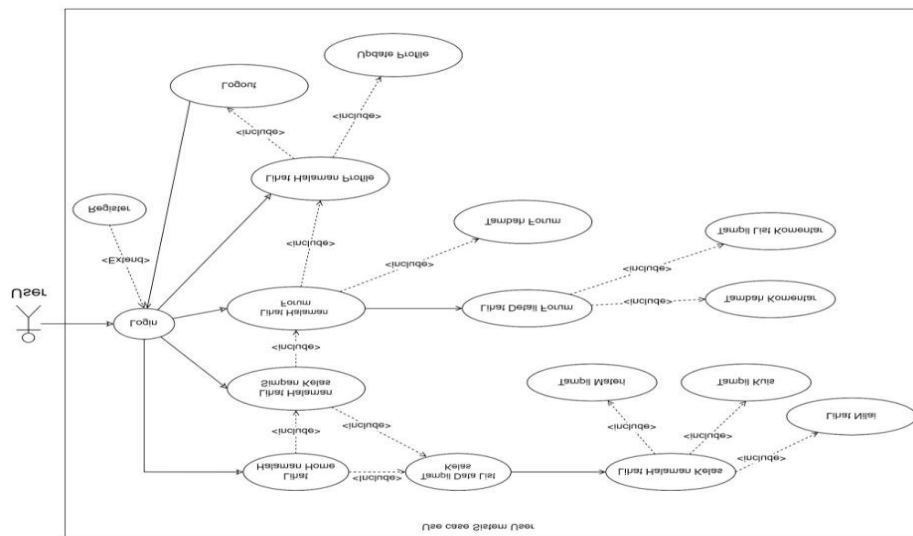 Use case Sistem User
Lihat
Halaman Home
<include>
Tampil Data List
Kelas
Lihat Halaman Kelas
<include>
<include>
<include>
<include>
<include>
Lihat Nilai
Lihat Halaman
Simpan Kelas
Tampil Materi
Tampil Kuis
<include>
User
Login
Lihat Halaman
Forum
Lihat Detail Forum
<include>
Tambah Komentar
<Extend>
<include>
<include>
<include>
Register
Tambah Forum
Tampil List Komentar
Lihat Halaman Profile
<include>
<include>
Logout
Update Profile